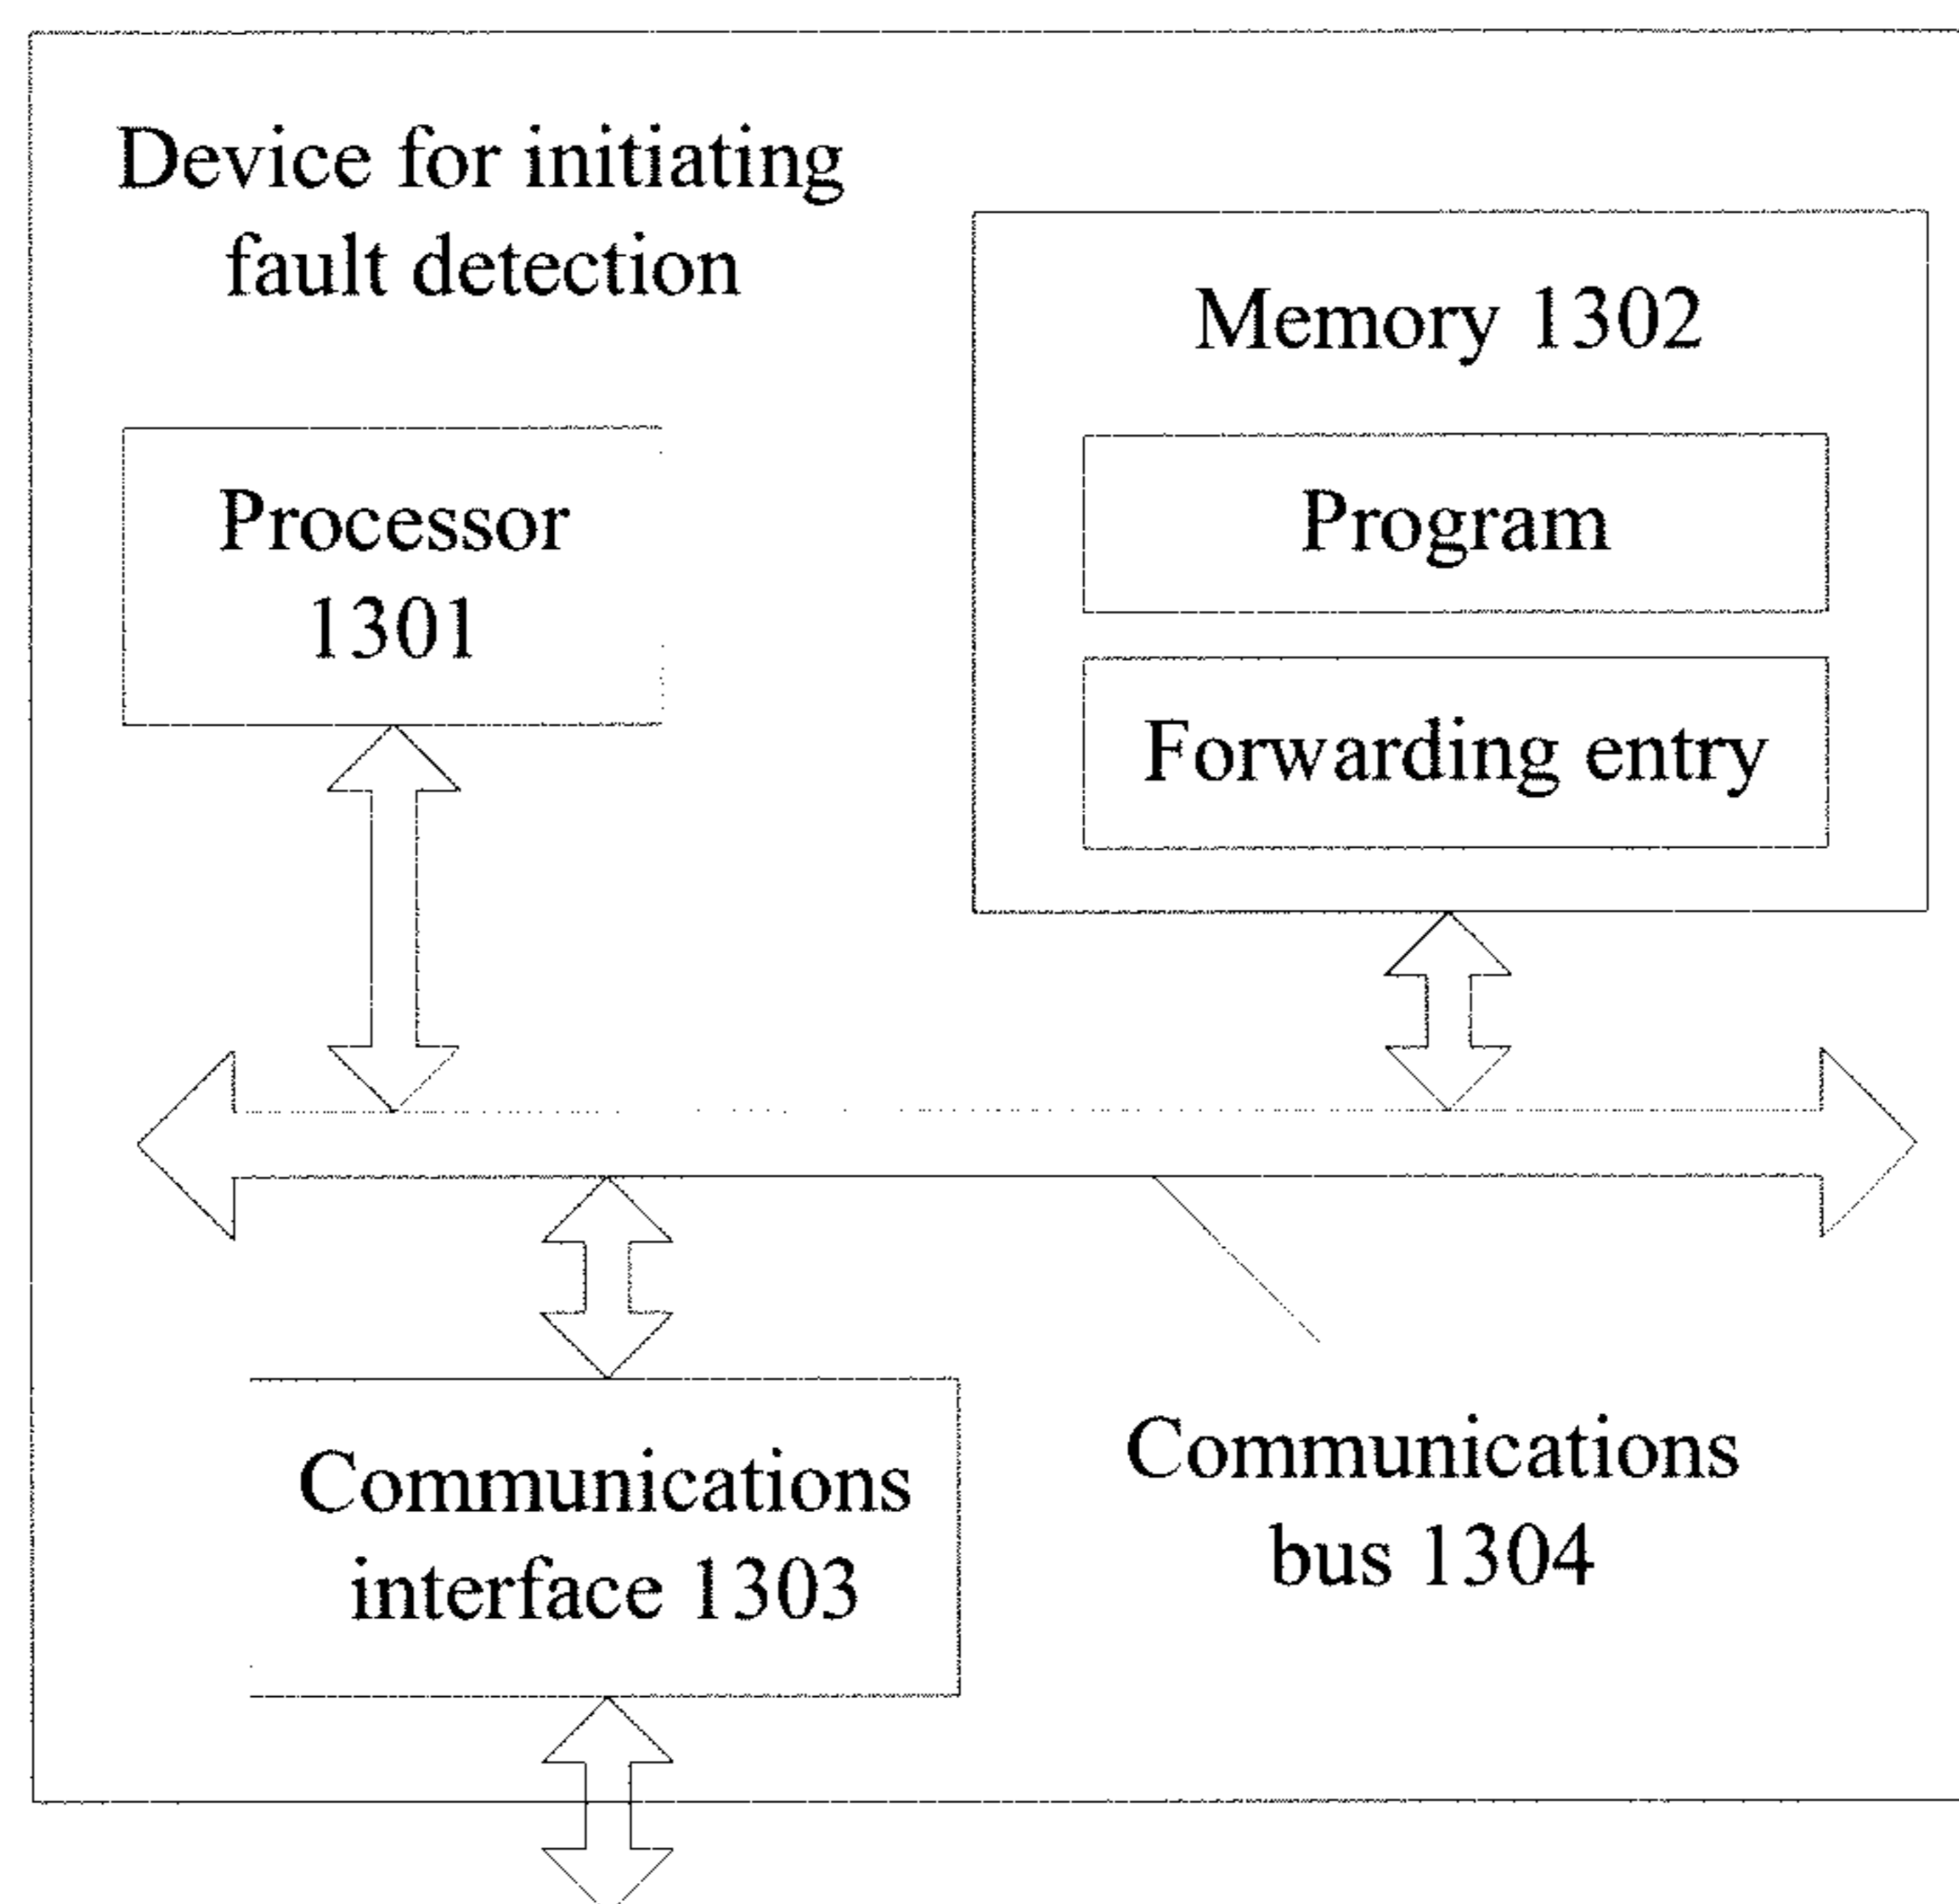 Device for initiating
fault detection
Memory 1302
Processor
1301
Program
Forwarding entry
Communications
interface 1303
Communications
bus 1304